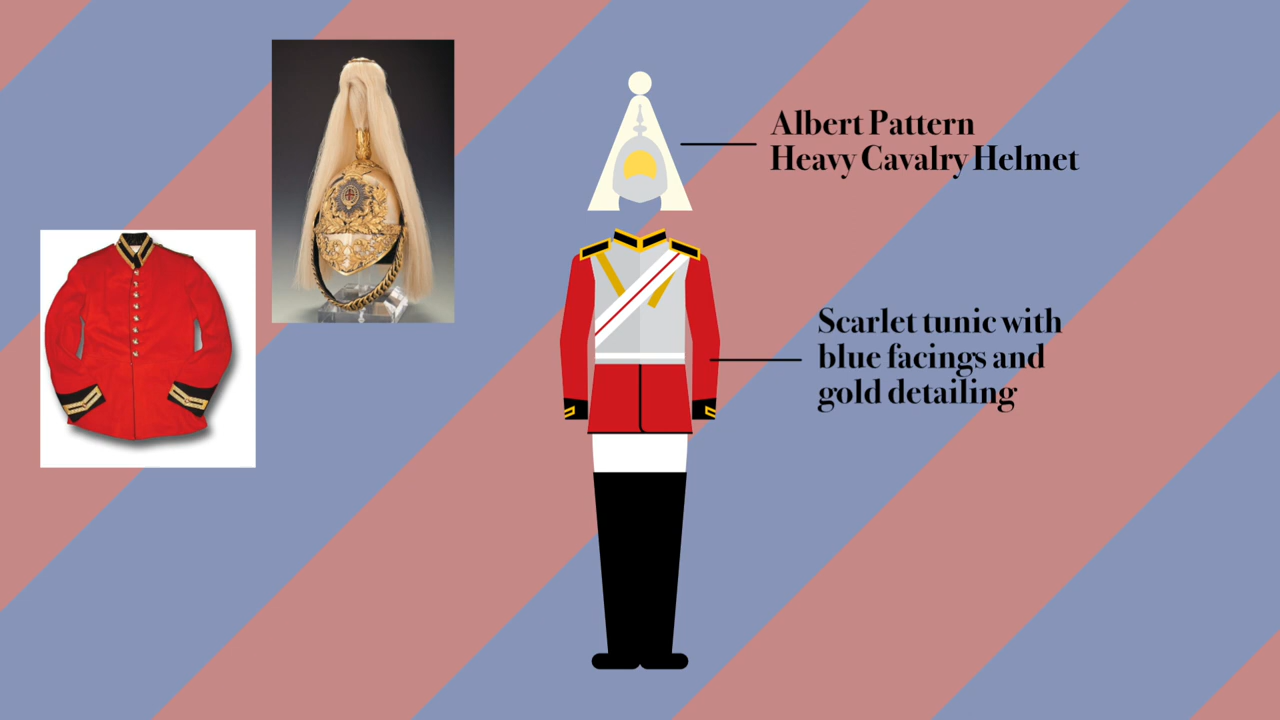 Albert Pattern
Heavy Cavalry Helmet
Scarlet tunic with
blue facings and
gold detailing